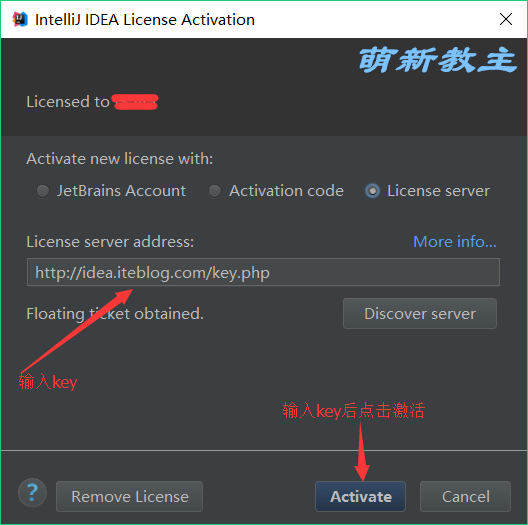 IntelliJ IDEA License Activation
萌新教主
Licensed to
Activate new license with:
JetBrains Account
Activation code
License server
License server address:
More info...
http://idea.iteblog.com/key.php
Floating ticket obtained.
Discover server
输入key
输入key后点击激活
?
Remove License
Activate
Cancel